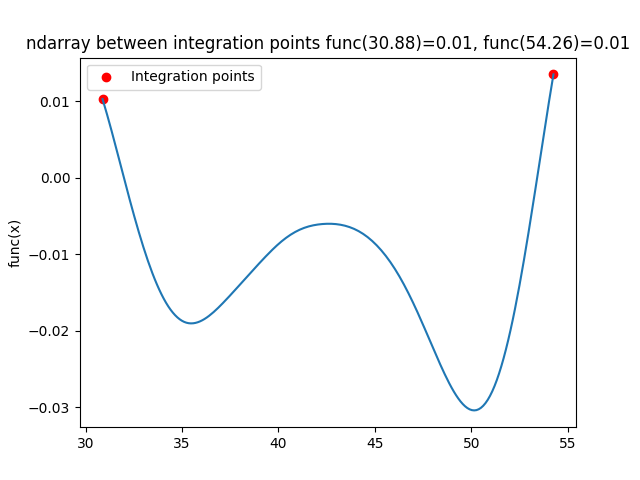 ndarray between integration points func(30.88)=0.01, func(54.26)=0.01
Integration points
func(x)
0.01
0.00
−0.01
−0.02
−0.03
30 35 40 45 50 55